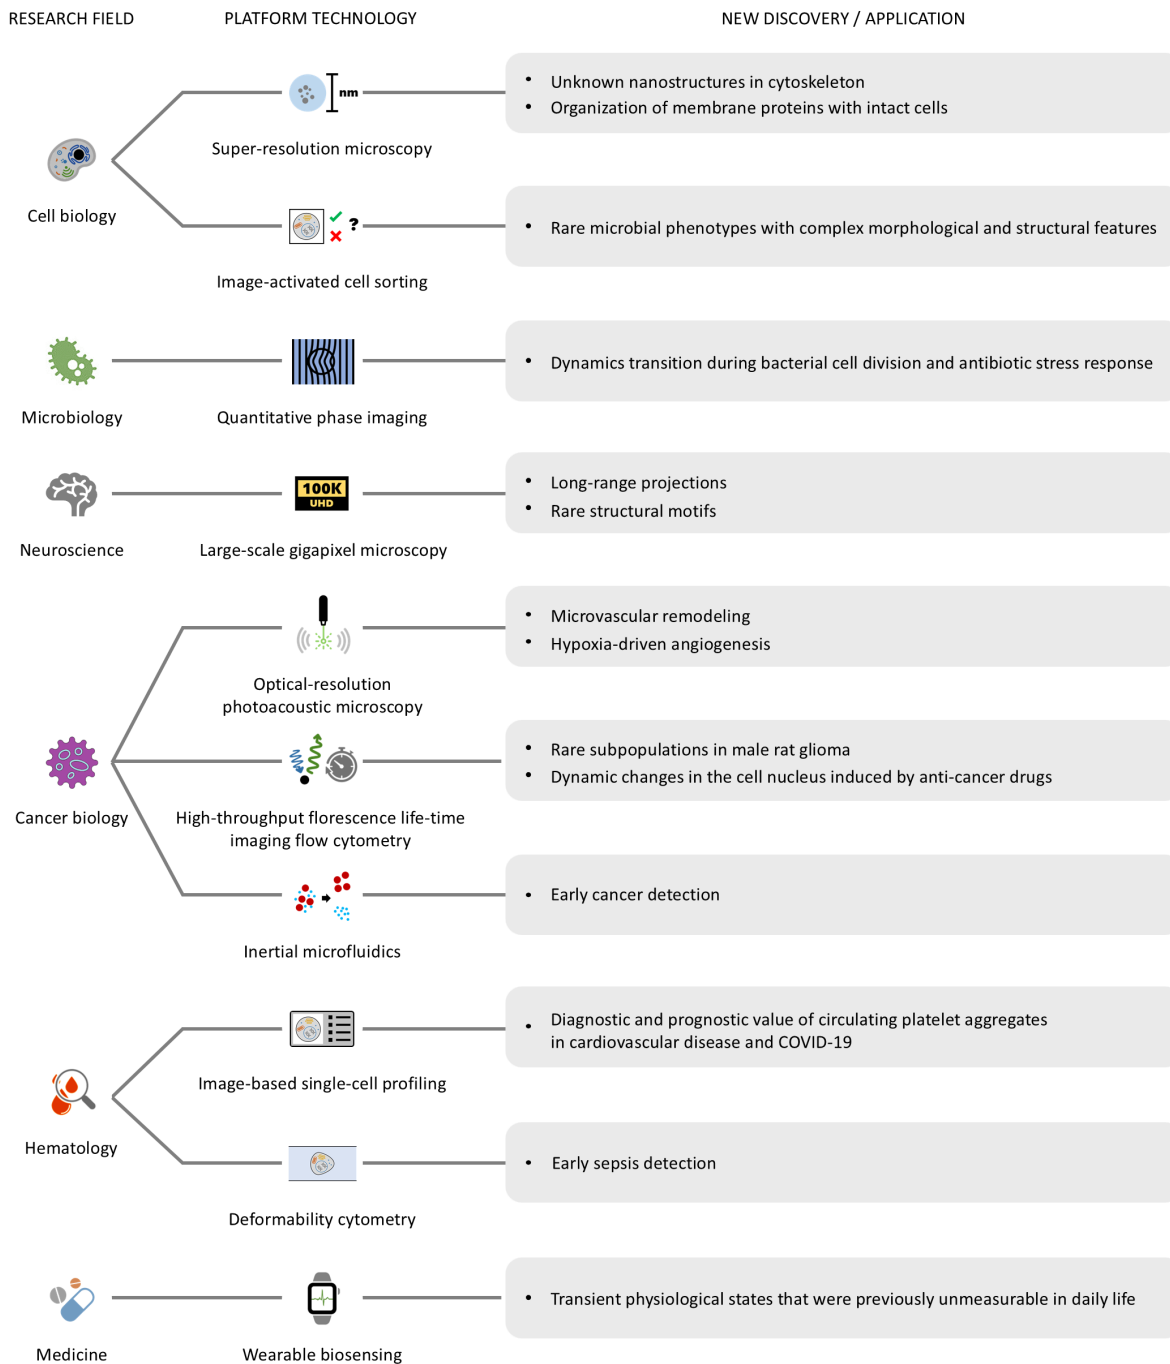 RESEARCH FIELD
PLATFORM TECHNOLOGY
NEW DISCOVERY / APPLICATION
Cell biology
nm
Super-resolution microscopy
• Unknown nanostructures in cytoskeleton
• Organization of membrane proteins with intact cells
?
Image-activated cell sorting
• Rare microbial phenotypes with complex morphological and structural features
Microbiology
Quantitative phase imaging
• Dynamics transition during bacterial cell division and antibiotic stress response
Neuroscience
100K
UHD
Large-scale gigapixel microscopy
• Long-range projections
• Rare structural motifs
Cancer biology
Optical-resolution
photoacoustic microscopy
• Microvascular remodeling
• Hypoxia-driven angiogenesis
High-throughput florescence life-time
imaging flow cytometry
• Rare subpopulations in male rat glioma
• Dynamic changes in the cell nucleus induced by anti-cancer drugs
Inertial microfluidics
• Early cancer detection
Hematology
Image-based single-cell profiling
• Diagnostic and prognostic value of circulating platelet aggregates
in cardiovascular disease and COVID-19
Deformability cytometry
• Early sepsis detection
Medicine
Wearable biosensing
• Transient physiological states that were previously unmeasurable in daily life